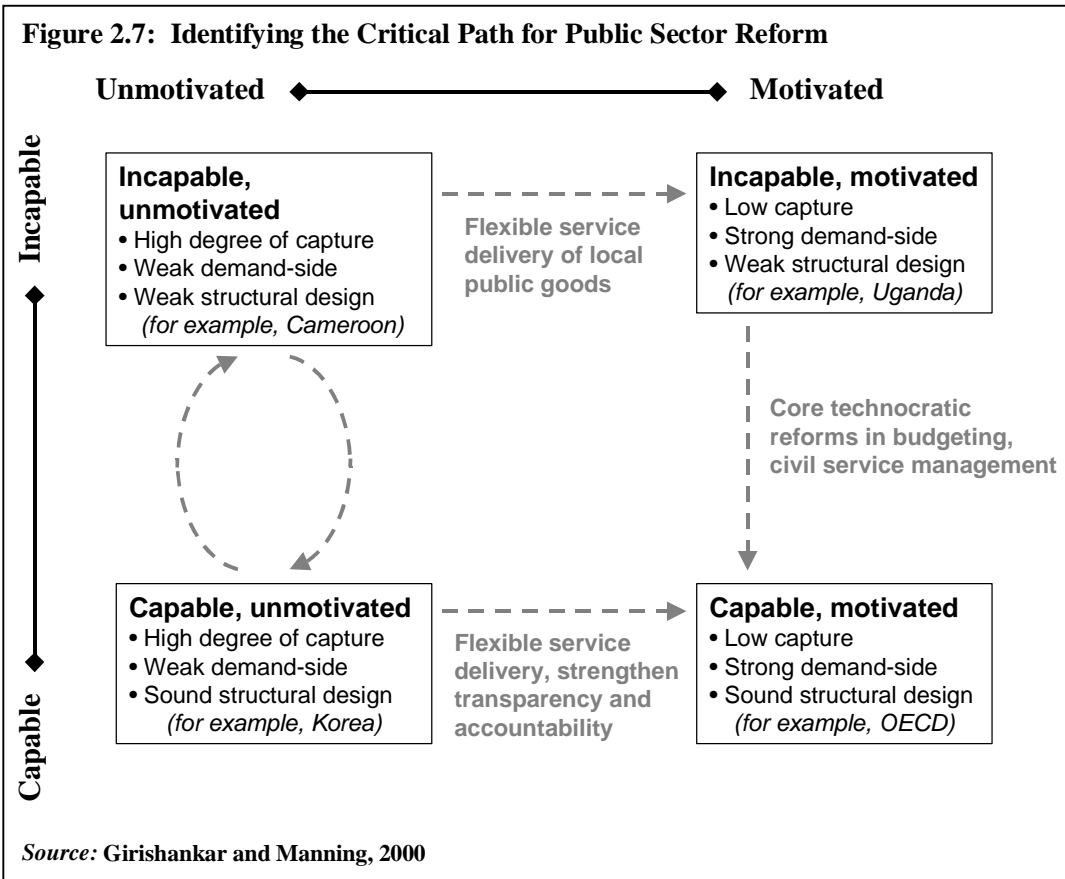 Figure 2.7: Identifying the Critical Path for Public Sector Reform
Unmotivated
Motivated
Incapable
Incapable,
unmotivated
• High degree of capture
• Weak demand-side
• Weak structural design
(for example, Cameroon)
Flexible service
delivery of local
public goods
Incapable, motivated
• Low capture
• Strong demand-side
• Weak structural design
(for example, Uganda)
Core technocratic
reforms in budgeting,
civil service management
Capable
Capable, unmotivated
• High degree of capture
• Weak demand-side
• Sound structural design
(for example, Korea)
Flexible service
delivery, strengthen
transparency and
accountability
Capable, motivated
• Low capture
• Strong demand-side
• Sound structural design
(for example, OECD)
Source: Girishankar and Manning, 2000